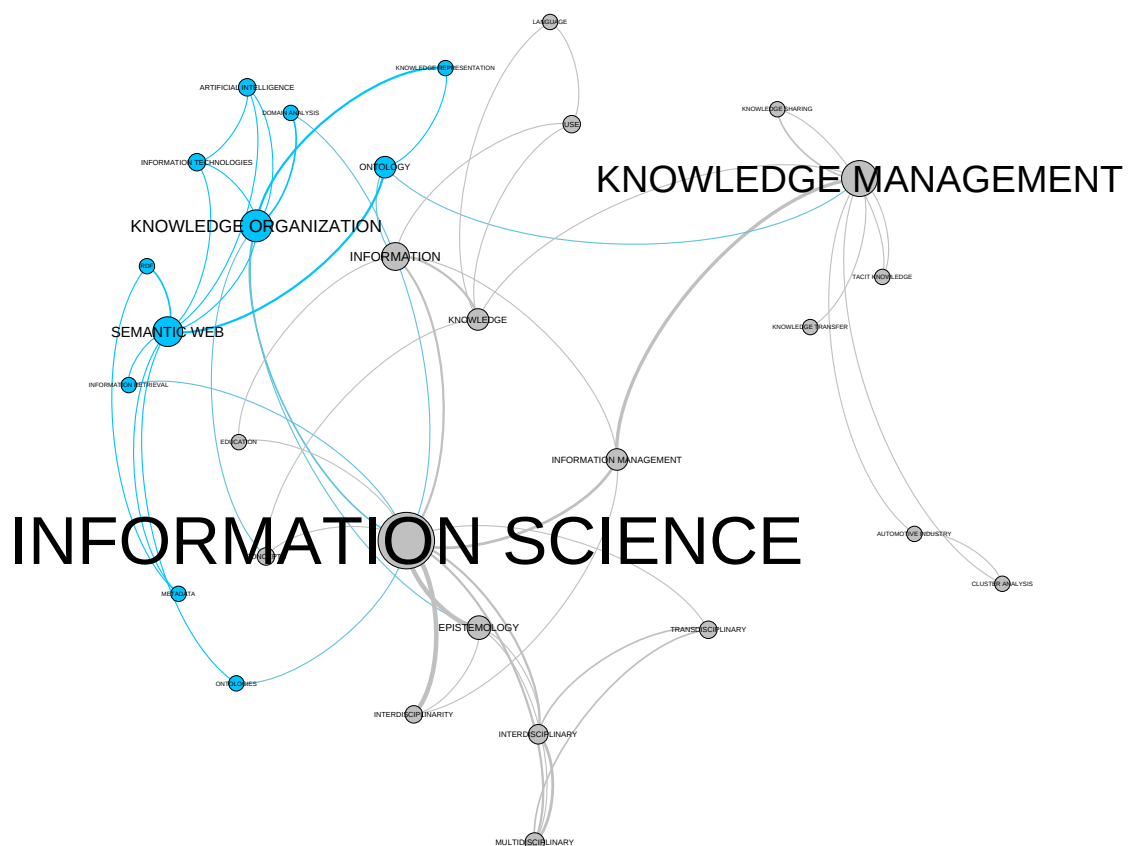 LANGUAGE
KNOWLEDGE REPRESENTATION
ARTIFICIAL INTELLIGENCE
KNOWLEDGE SHARING
DOMAIN ANALYSIS
USE
INFORMATION TECHNOLOGIES
ONTOLOGY
KNOWLEDGE MANAGEMENT
KNOWLEDGE ORGANIZATION
INFORMATION
RDF
TACIT KNOWLEDGE
KNOWLEDGE
KNOWLEDGE TRANSFER
SEMANTIC WEB
INFORMATION RETRIEVAL
EDUCATION
INFORMATION MANAGEMENT
AUTOMOTIVE INDUSTRY
INFORMATION SCIENCE
CONCEPT
CLUSTER ANALYSIS
METADATA
EPISTEMOLOGY
TRANSDISCIPLINARY
ONTOLOGIES
INTERDISCIPLINARITY
INTERDISCIPLINARY
MULTIDISCIPLINARY